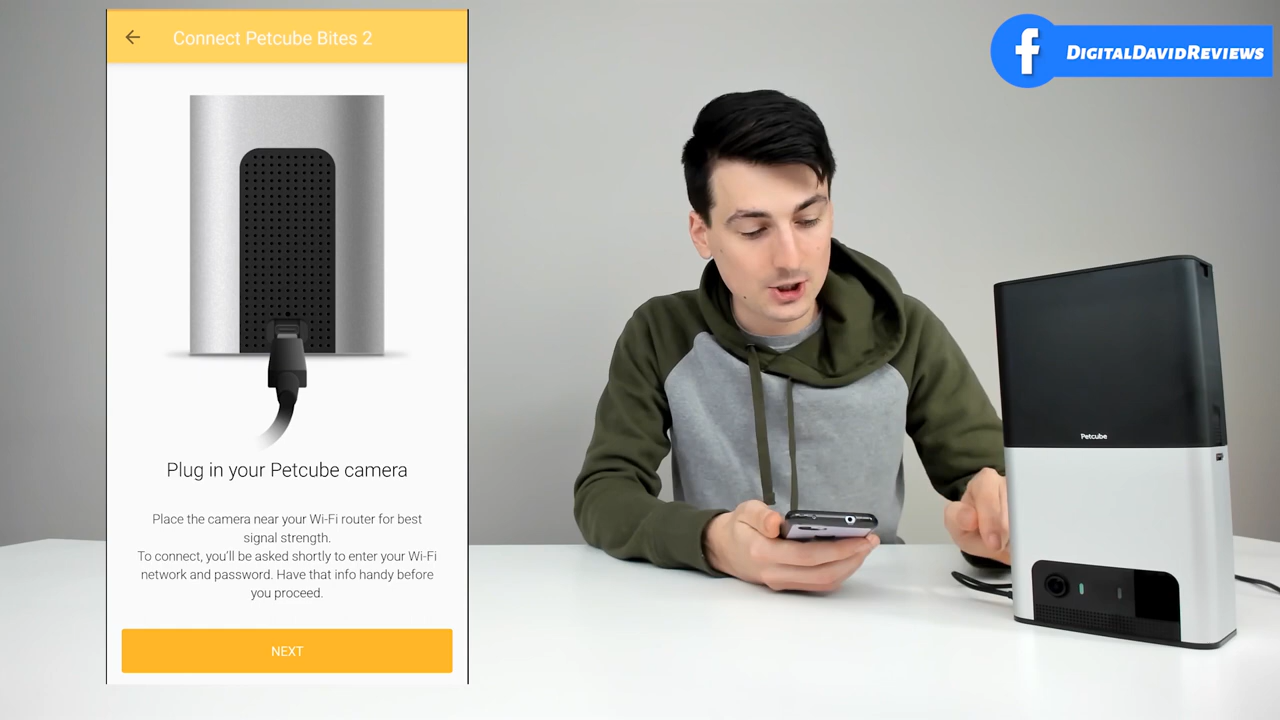 Connect Petcube Bites 2
Plug in your Petcube camera
Place the camera near your Wi-Fi router for best
signal strength.
To connect, you'll be asked shortly to enter your Wi-Fi
network and password. Have that info handy before
you proceed.
NEXT
f DIGITALDAVIDREVIEWS
Petcube